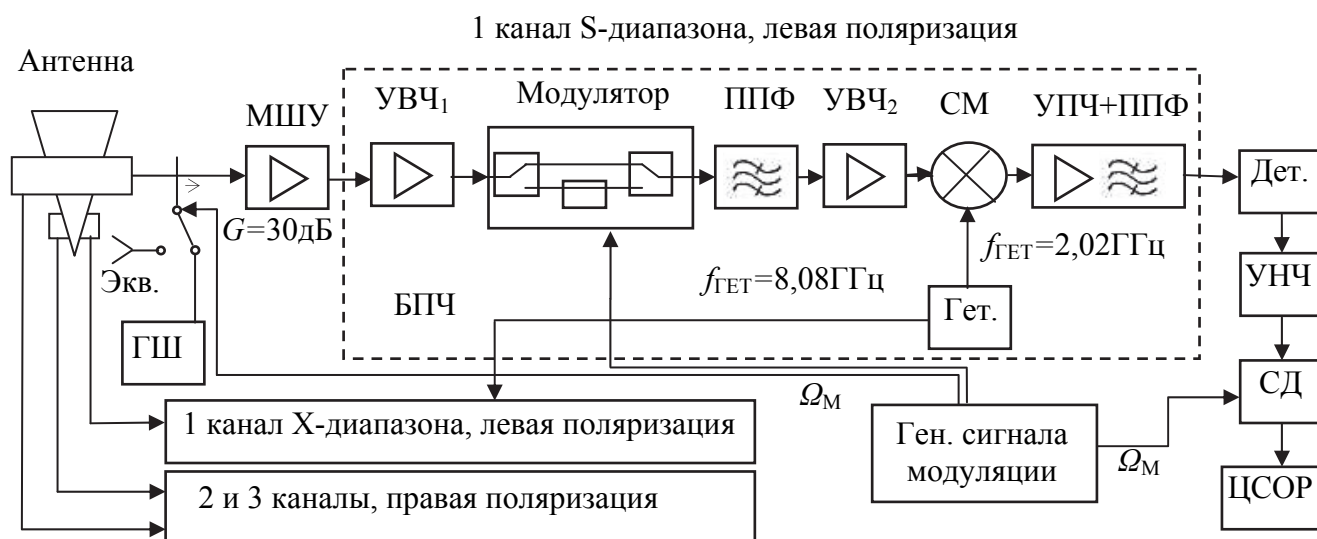 1 канал S-диапазона, левая поляризация
Антенна
МШУ
УВЧ₁
Модулятор
ППФ
УВЧ₂
СМ
УПЧ+ППФ
Дет.
G=30дБ
Экв.
fГЕТ=2,02ГГц
fГЕТ=8,08ГГц
УНЧ
БПЧ
Гет.
ГШ
СД
Ωм
1 канал X-диапазона, левая поляризация
Ген. сигнала
модуляции
Ωм
2 и 3 каналы, правая поляризация
ЦСОР